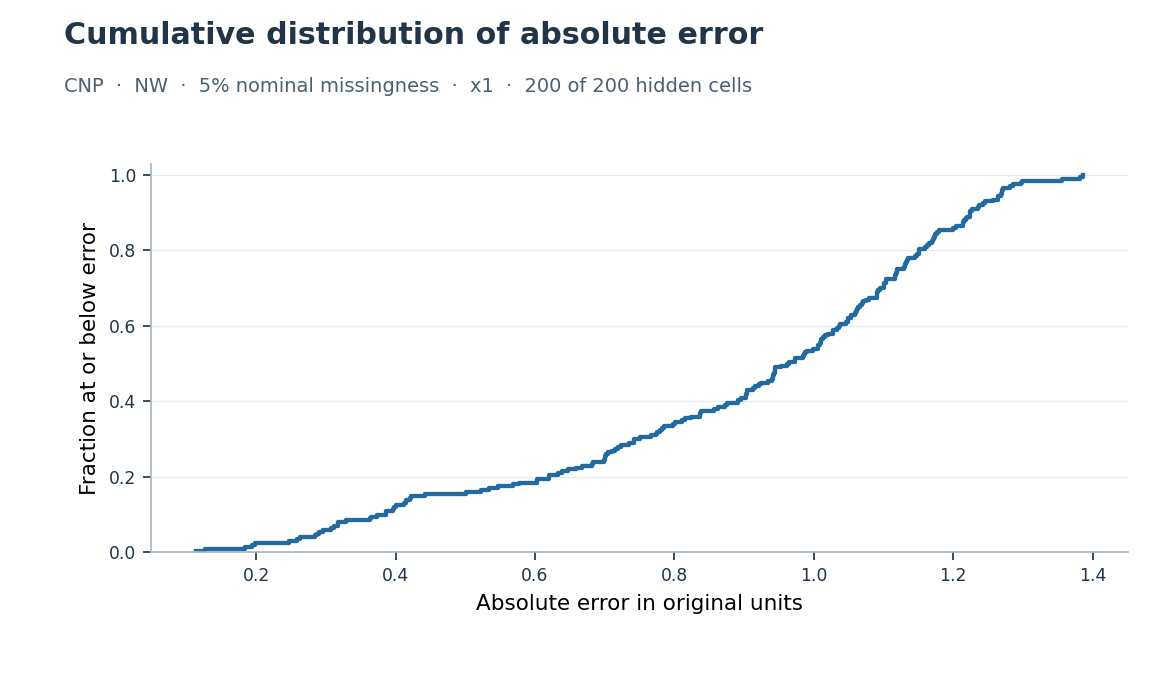 Cumulative distribution of absolute error
CNP · NW · 5% nominal missingness · x1 · 200 of 200 hidden cells
Fraction at or below error
1.0
0.8
0.6
0.4
0.2
0.0
0.2 0.4 0.6 0.8 1.0 1.2 1.4
Absolute error in original units